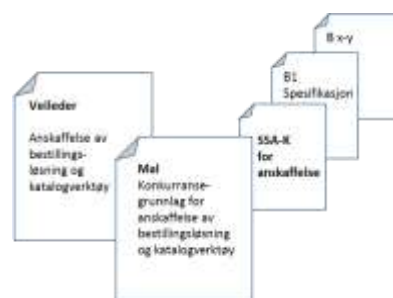 Veileder
Anskaffelse av
bestillings-
løsning og
katalogverktøy
Mal
Konkurranse-
grunnlag for
anskaffelse av
bestillingsløsning
og katalogverktøy
SSA-K
for
anskaffelse
B1
Spesifikasjon
B x-y